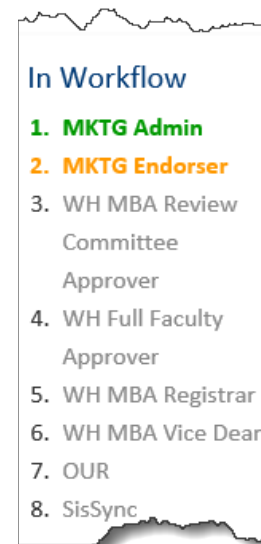 In Workflow
1. MKTG Admin
2. MKTG Endorser
3. WH MBA Review
Committee
Approver
4. WH Full Faculty
Approver
5. WH MBA Registrar
6. WH MBA Vice Dean
7. OUR
8. SisSync